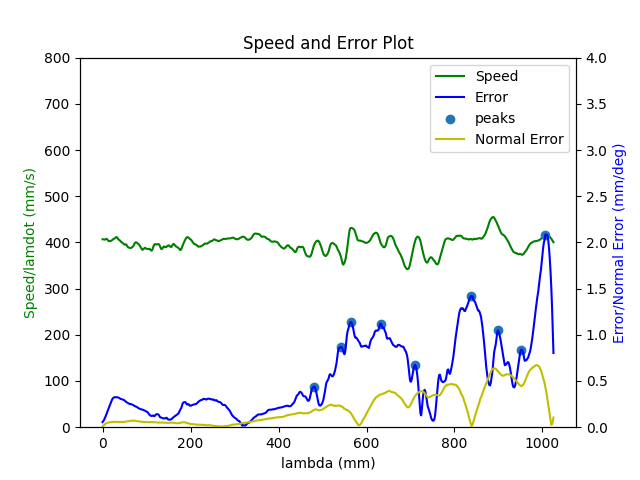 Speed and Error Plot
Speed
Error
peaks
Normal Error
Speed/lamdot (mm/s)
800
700
600
500
400
300
200
100
0
4.0
3.5
3.0
2.5
2.0
1.5
1.0
0.5
0.0
Error/Normal Error (mm/deg)
0 200 400 600 800 1000
lambda (mm)